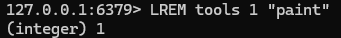 127.0.0.1:6379> LREM tools 1 "paint"
(integer) 1